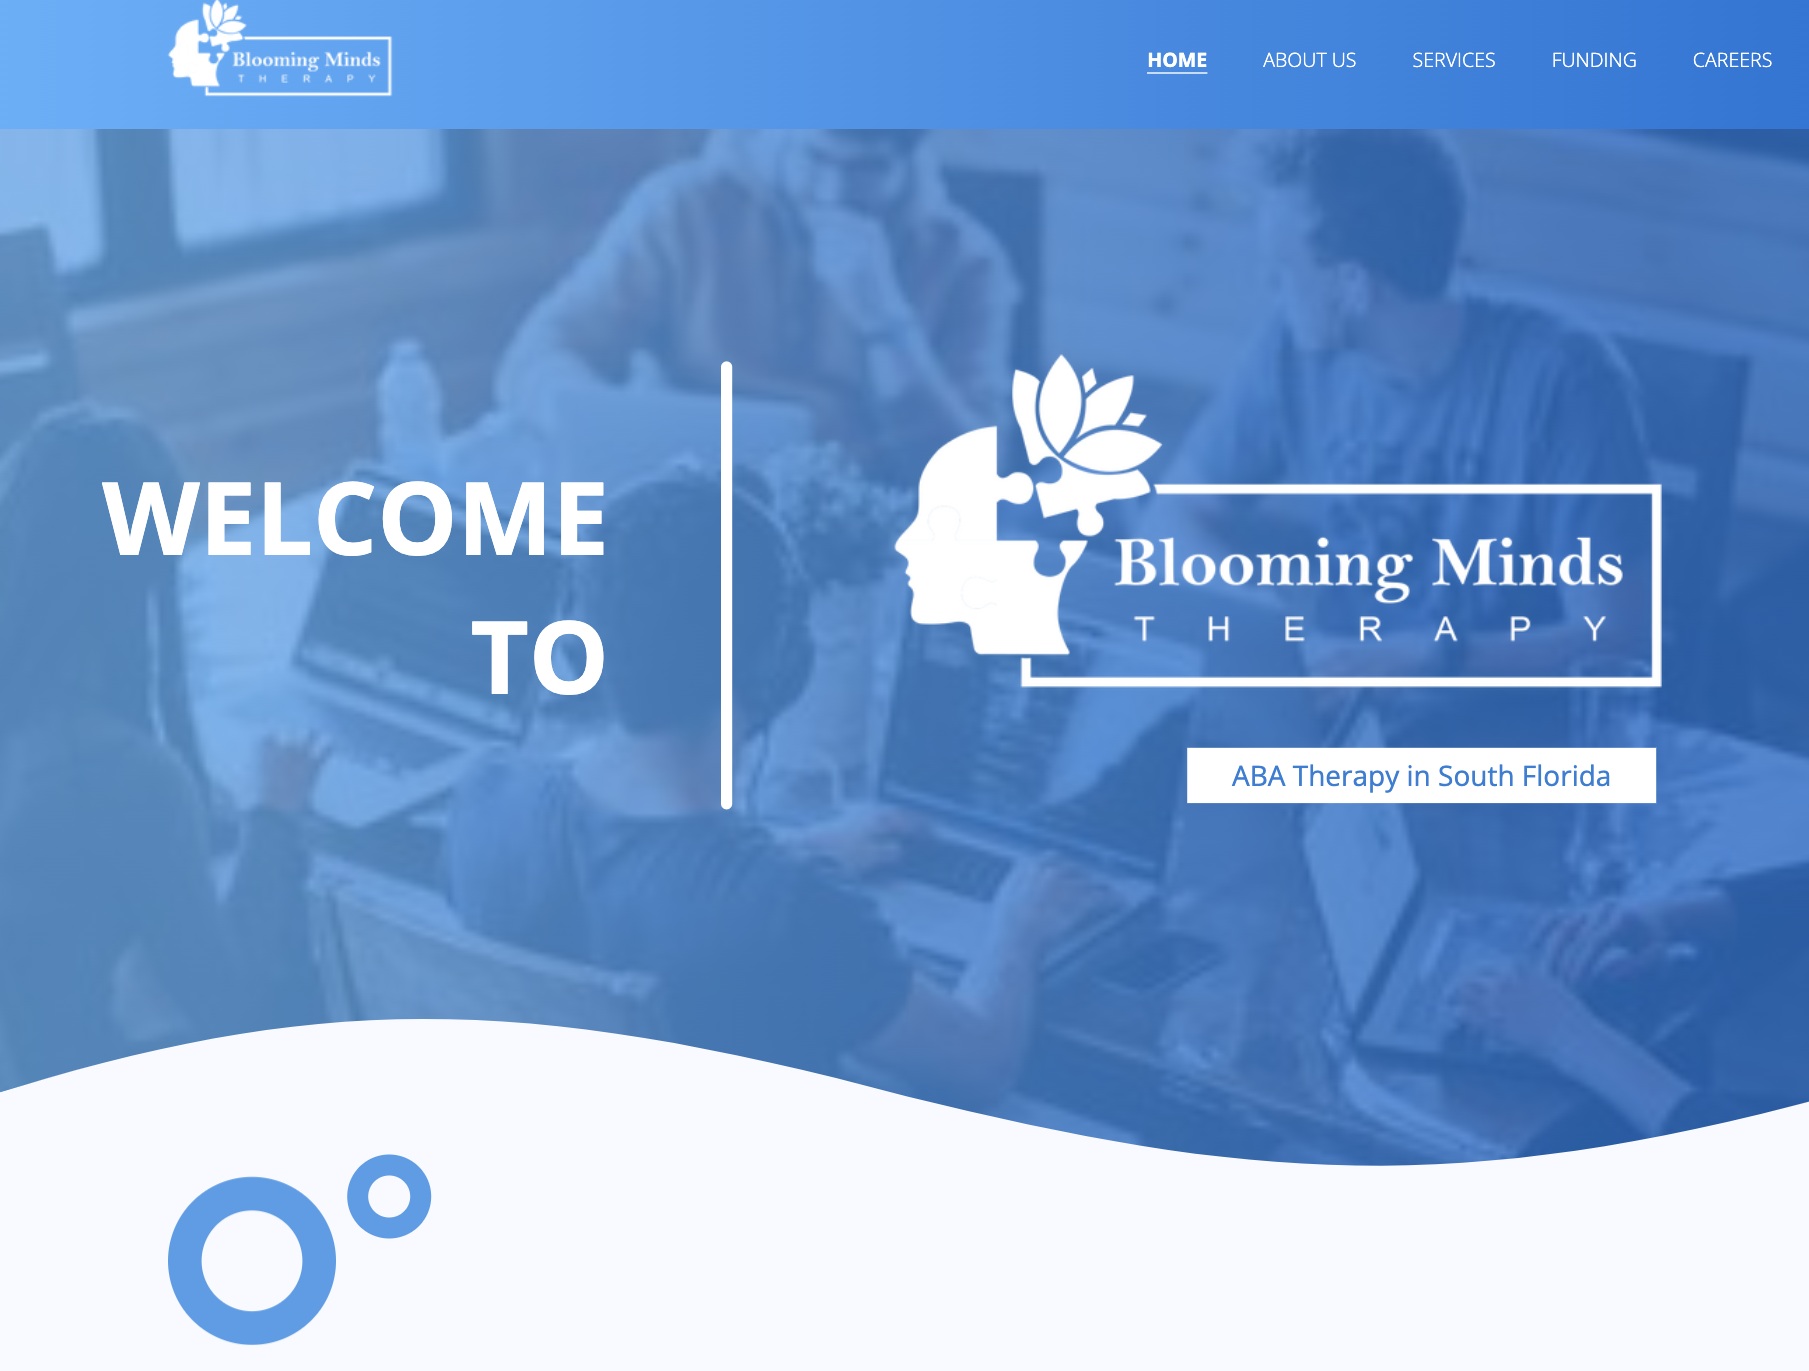 Blooming Minds
THERAPY
HOME
ABOUT US
SERVICES
FUNDING
CAREERS
WELCOME
TO
Blooming Minds
THERAPY
ABA Therapy in South Florida